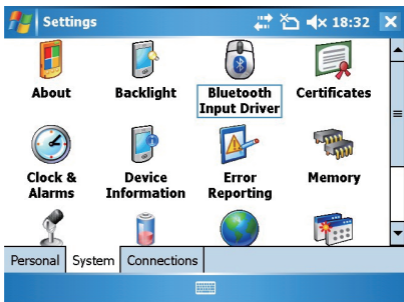 Settings 18:32
About Backlight Bluetooth Input Driver Certificates
Clock & Alarms Device Information Error Reporting Memory
Personal System Connections